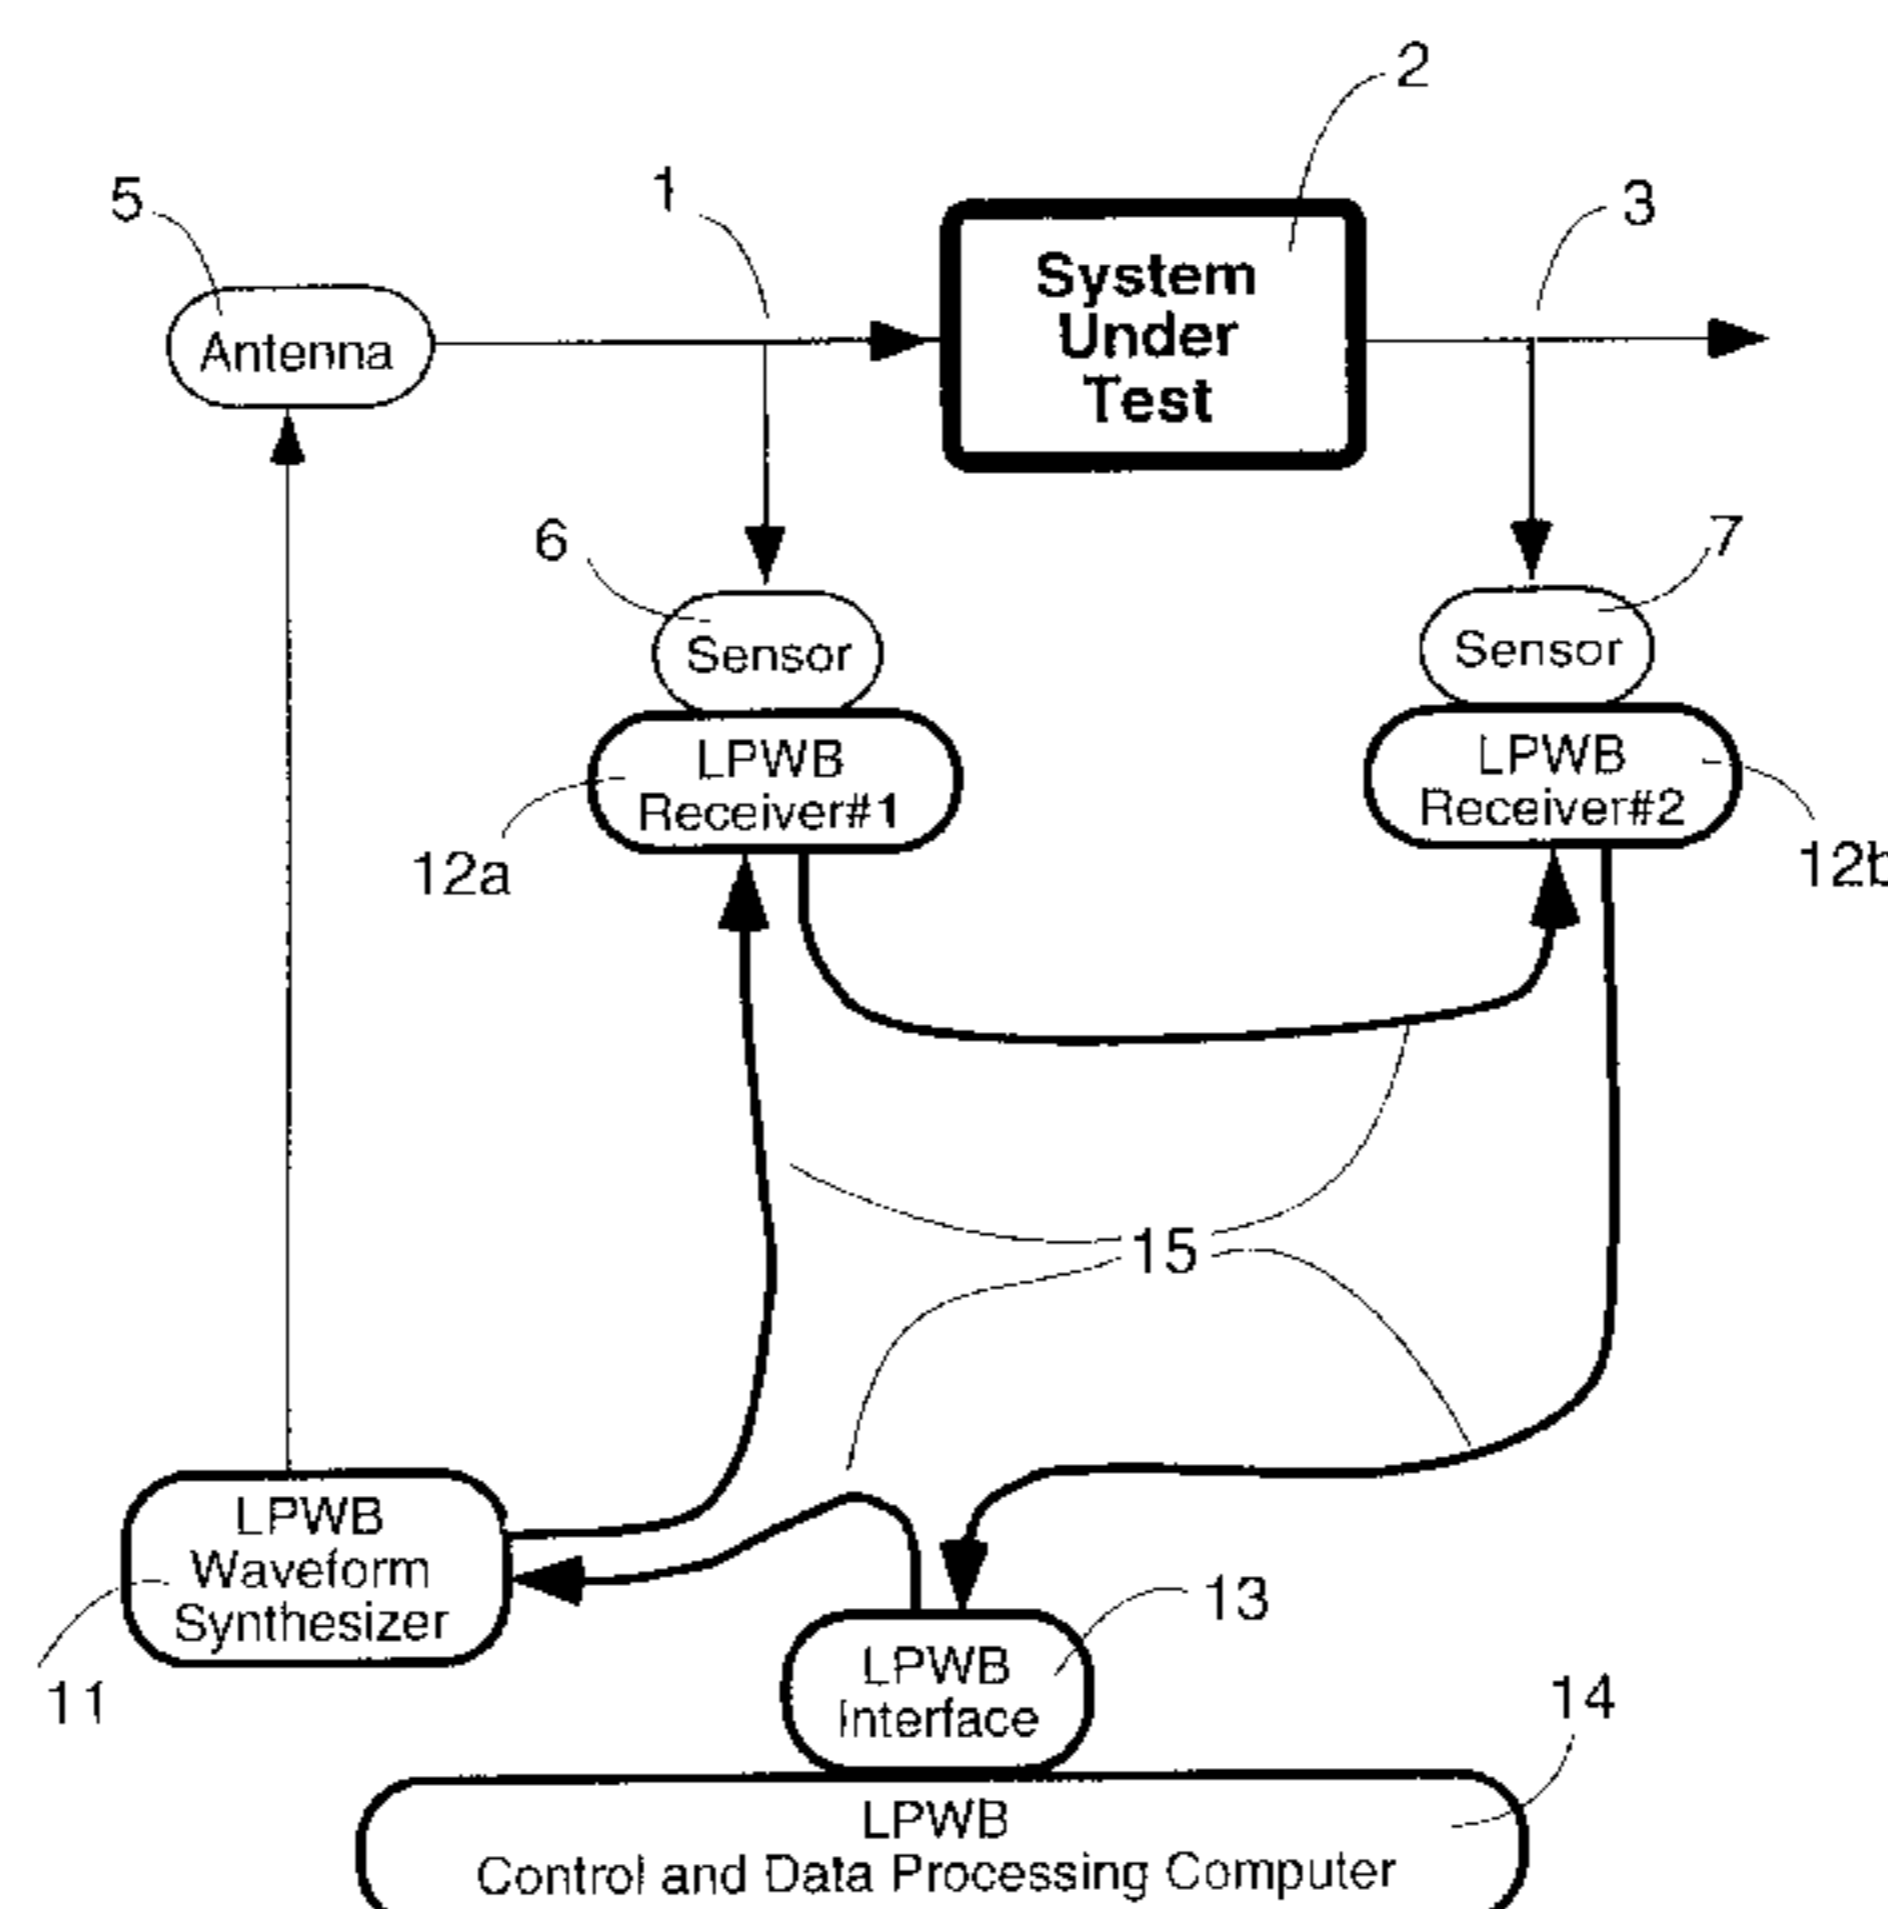 2
5
1
3
System
Under
Test
Antenna
6
7
Sensor
Sensor
LPWB
Receiver#1
LPWB
Receiver#2
12a
12b
15
LPWB
Waveform
Synthesizer
13
LPWB
Interface
11
14
LPWB
Control and Data Processing Computer